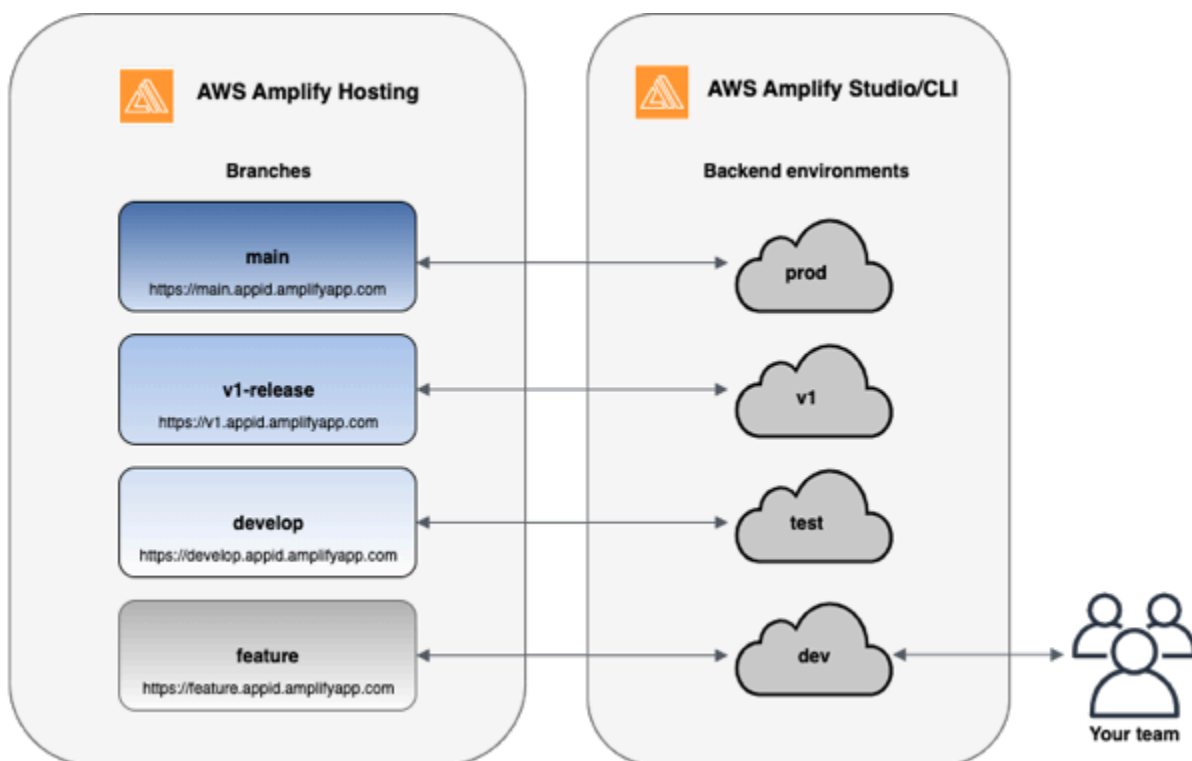 AWS Amplify Hosting
Branches
main
https://main.appid.amplifyapp.com
v1-release
https://v1.appid.amplifyapp.com
develop
https://develop.appid.amplifyapp.com
feature
https://feature.appid.amplifyapp.com
AWS Amplify Studio/CLI
Backend environments
prod
v1
test
dev
Your team